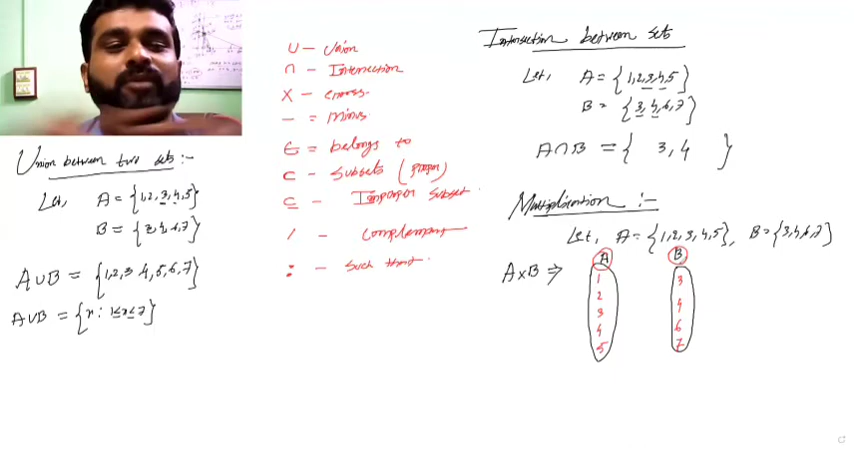 Union between two sets :-
Let, A = {1,2,3,4,5}
B = {3,4,6,7}
A∪B = {1,2,3 4,5,6,7}
A∪B = {x : 1≤x≤7}
∪ – Union
∩ – Intersection
X – cross
– = minus
∈ = belongs to
⊂ – Subsets (proper)
⊆ – Improper Subset
/ – Complement
: – Such that
Intersection between sets
Let, A = {1,2,3,4,5}
B = {3,4,6,7}
A∩B = { 3,4 }
Multiplication :-
Let, A = {1,2,3,4,5}, B = {3,4,6,7}
A×B ⇒ A B
1 3
2 4
3 6
4 7
5